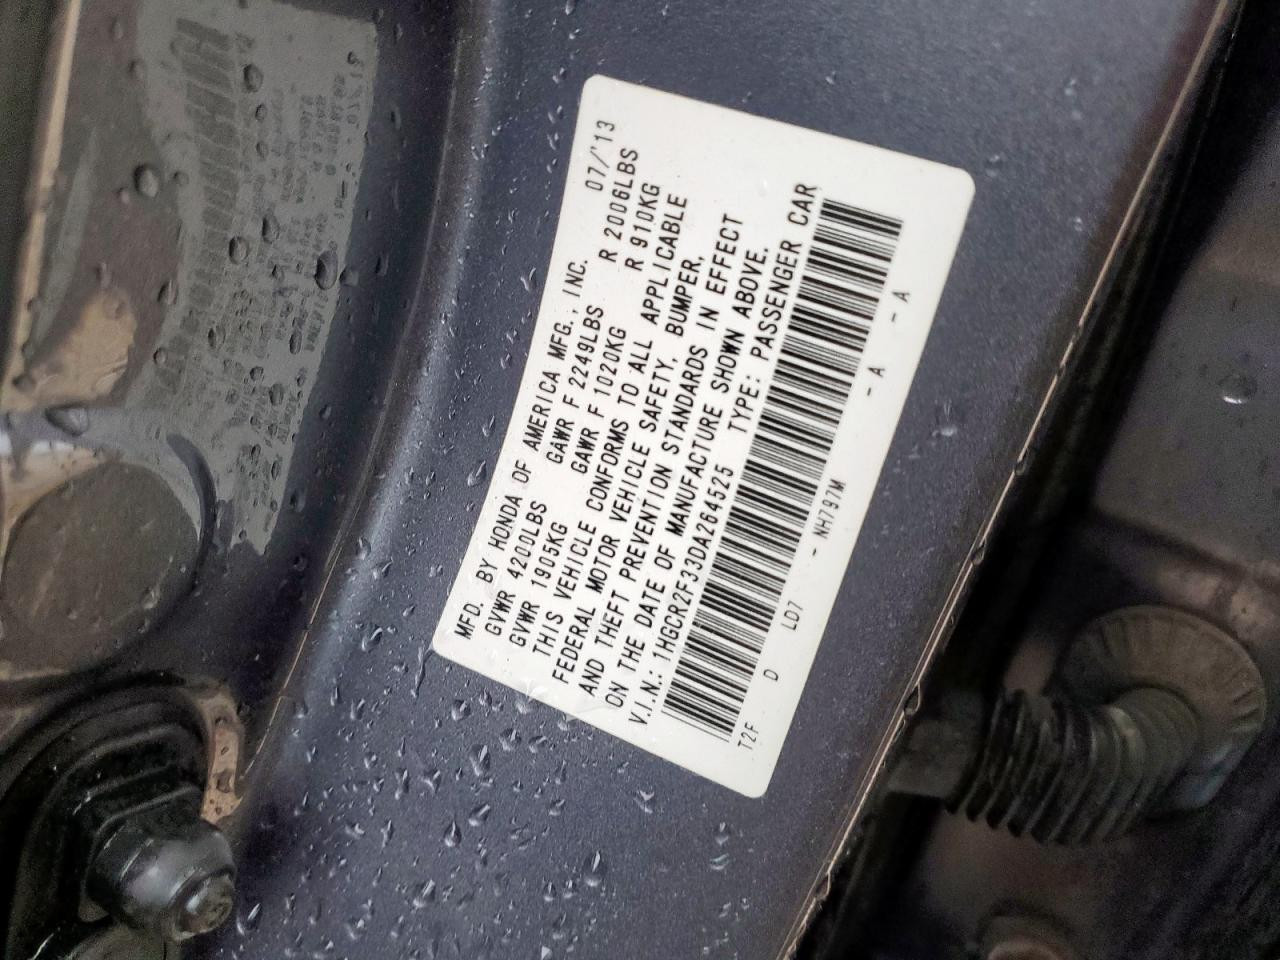 MFD. BY HONDA OF AMERICA MFG., INC. 07/'13
GVWR 4200LBS GAWR F 2249LBS R 2006LBS
GVWR 1905KG GAWR F 1020KG R 910KG
THIS VEHICLE CONFORMS TO ALL APPLICABLE
FEDERAL MOTOR VEHICLE SAFETY, BUMPER,
AND THEFT PREVENTION STANDARDS IN EFFECT
ON THE DATE OF MANUFACTURE SHOWN ABOVE.
V.I.N.: 1HGCR2F33DA264525 TYPE: PASSENGER CAR
T2F D LD7 - NH797M - A - A